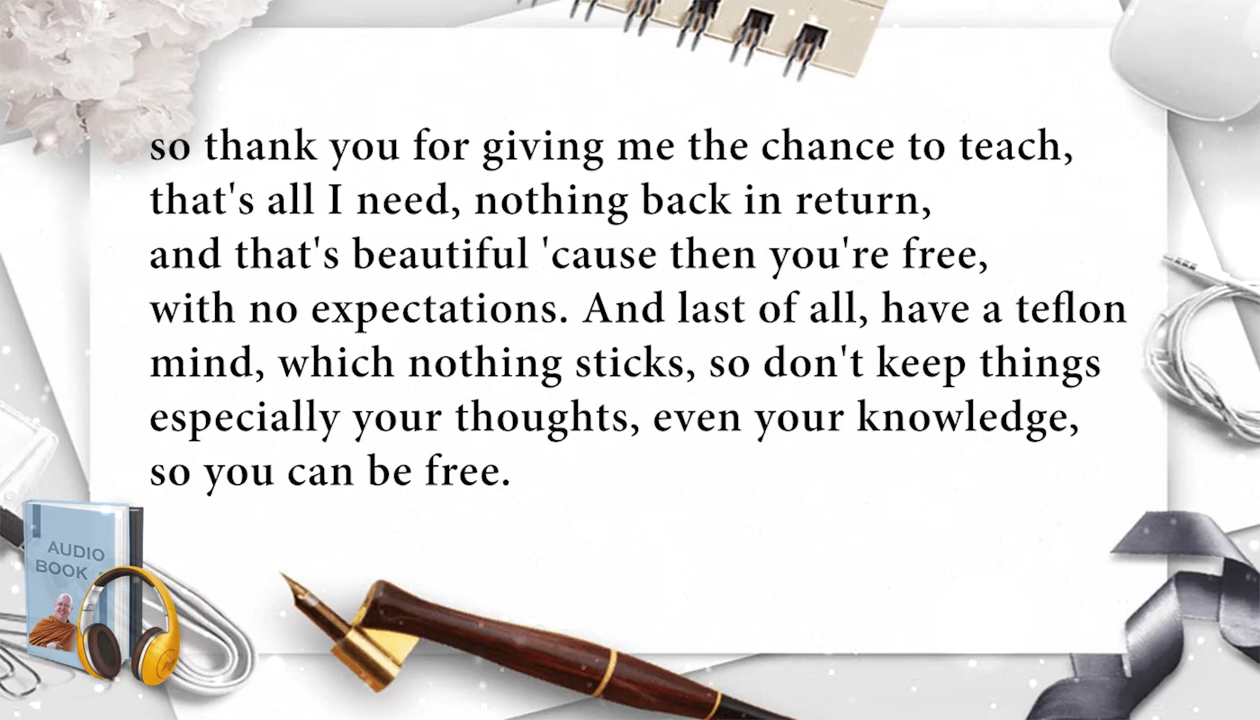 so thank you for giving me the chance to teach,
that's all I need, nothing back in return,
and that's beautiful 'cause then you're free,
with no expectations. And last of all, have a teflon
mind, which nothing sticks, so don't keep things
especially your thoughts, even your knowledge,
so you can be free.
AUDIO
BOOK